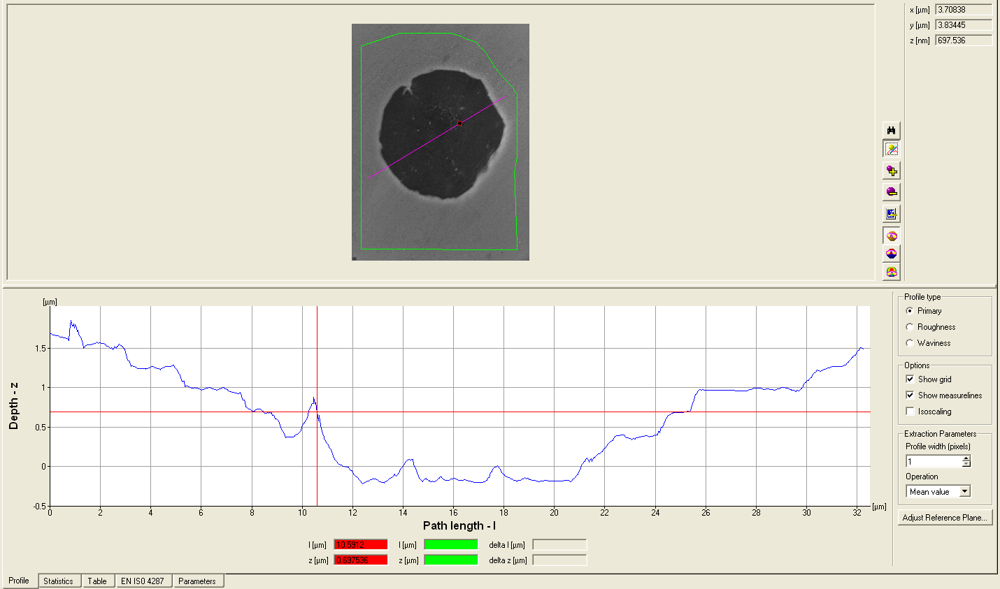 x [µm] 3.70838
y [µm] 3.83445
z [nm] 697.536
[µm]
1.5
1
0.5
0
-0.5
Depth - z
0 2 4 6 8 10 12 14 16 18 20 22 24 26 28 30 32
[µm]
Path length - l
l [µm] 10.5912 l [µm] delta l [µm]
z [µm] 0.697536 z [µm] delta z [µm]
Profile type
Primary
Roughness
Waviness
Options
Show grid
Show measurelines
Isoscaling
Extraction Parameters
Profile width (pixels)
1
Operation
Mean value
Adjust Reference Plane...
Profile Statistics Table EN ISO 4287 Parameters